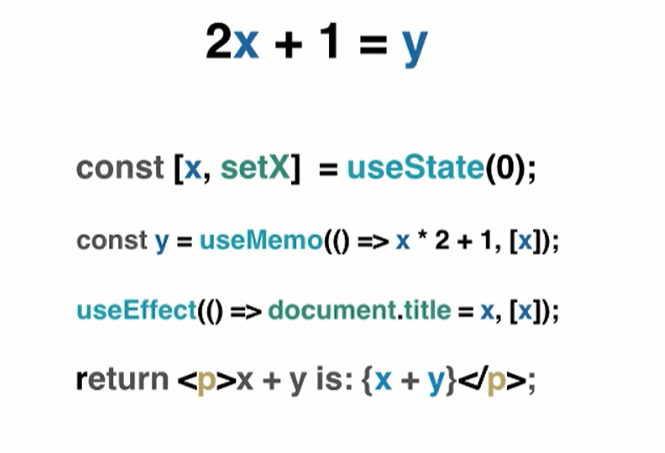 2x + 1 = y
const [x, setX] = useState(0);
const y = useMemo(() => x * 2 + 1, [x]);
useEffect(() => document.title = x, [x]);
return <p>x + y is: {x + y}</p>;